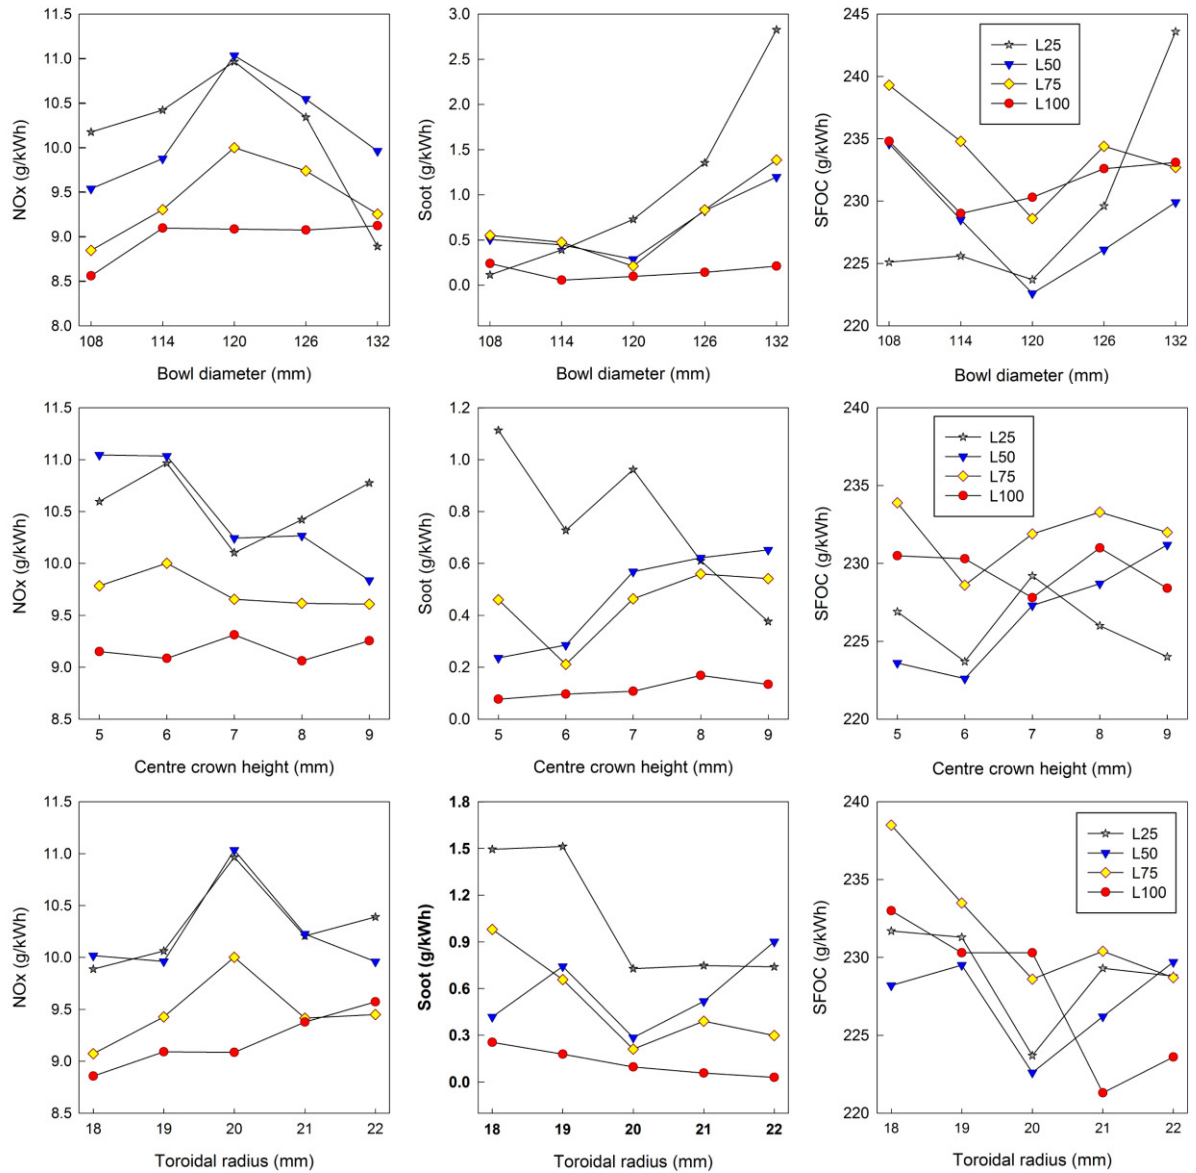 11.5
11.0
10.5
10.0
9.5
9.0
8.5
8.0
NOx (g/kWh)
108 114 120 126 132
Bowl diameter (mm)
3.0
2.5
2.0
1.5
1.0
0.5
0.0
Soot (g/kWh)
108 114 120 126 132
Bowl diameter (mm)
245
240
235
230
225
220
SFOC (g/kWh)
L25
L50
L75
L100
108 114 120 126 132
Bowl diameter (mm)
11.5
11.0
10.5
10.0
9.5
9.0
8.5
NOx (g/kWh)
5 6 7 8 9
Centre crown height (mm)
1.2
1.0
0.8
0.6
0.4
0.2
0.0
Soot (g/kWh)
5 6 7 8 9
Centre crown height (mm)
240
235
230
225
220
SFOC (g/kWh)
L25
L50
L75
L100
5 6 7 8 9
Centre crown height (mm)
11.5
11.0
10.5
10.0
9.5
9.0
8.5
NOx (g/kWh)
18 19 20 21 22
Toroidal radius (mm)
1.8
1.5
1.2
0.9
0.6
0.3
0.0
Soot (g/kWh)
18 19 20 21 22
Toroidal radius (mm)
240
235
230
225
220
SFOC (g/kWh)
L25
L50
L75
L100
18 19 20 21 22
Toroidal radius (mm)